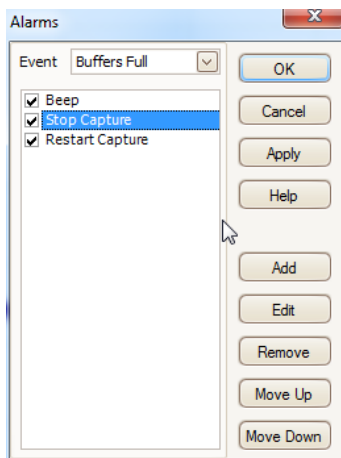 Alarms
Event Buffers Full
OK
Beep
Stop Capture
Restart Capture
Cancel
Apply
Help
Add
Edit
Remove
Move Up
Move Down